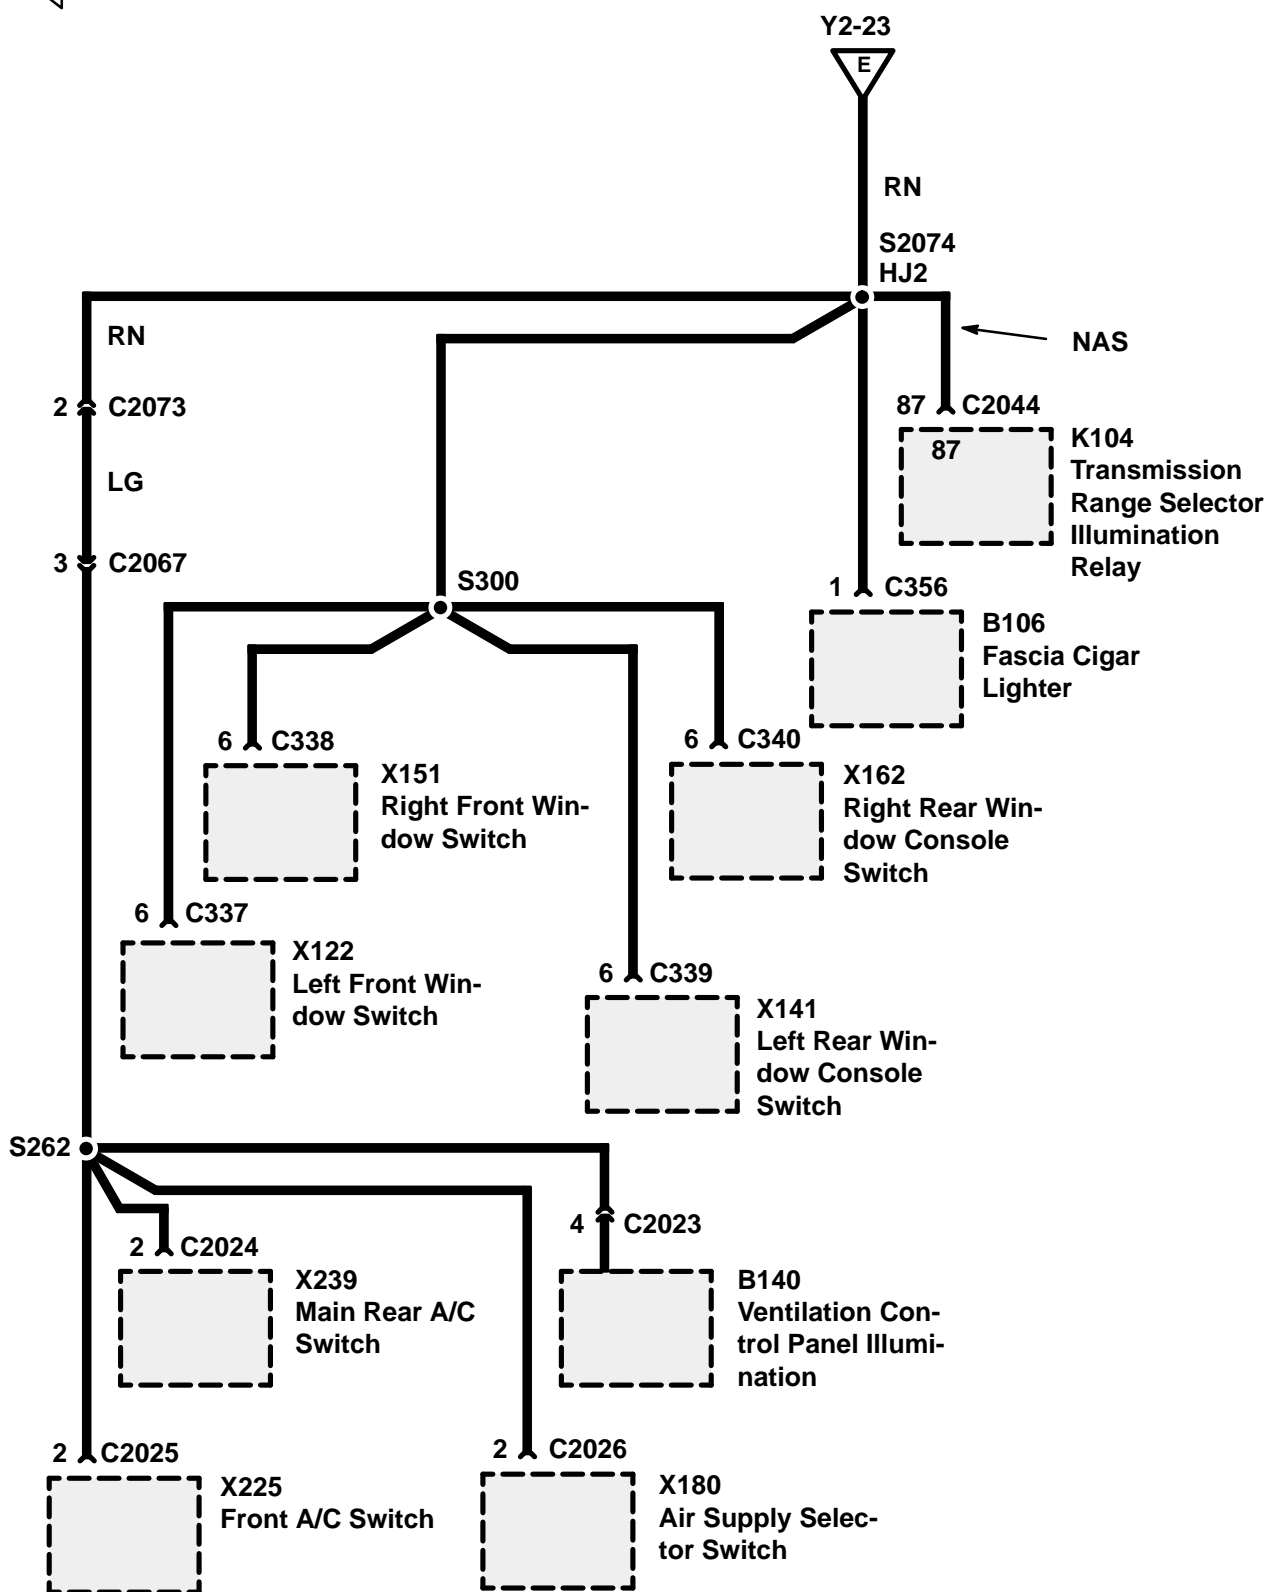 Y2-23
E
RN
S2074
HJ2
RN
NAS
2 C2073
87 C2044
87
K104
Transmission
Range Selector
Illumination
Relay
LG
3 C2067
S300
1 C356
B106
Fascia Cigar
Lighter
6 C338
X151
Right Front Win-
dow Switch
6 C340
X162
Right Rear Win-
dow Console
Switch
6 C337
X122
Left Front Win-
dow Switch
6 C339
X141
Left Rear Win-
dow Console
Switch
S262
2 C2024
X239
Main Rear A/C
Switch
4 C2023
B140
Ventilation Con-
trol Panel Illumi-
nation
2 C2025
X225
Front A/C Switch
2 C2026
X180
Air Supply Selec-
tor Switch